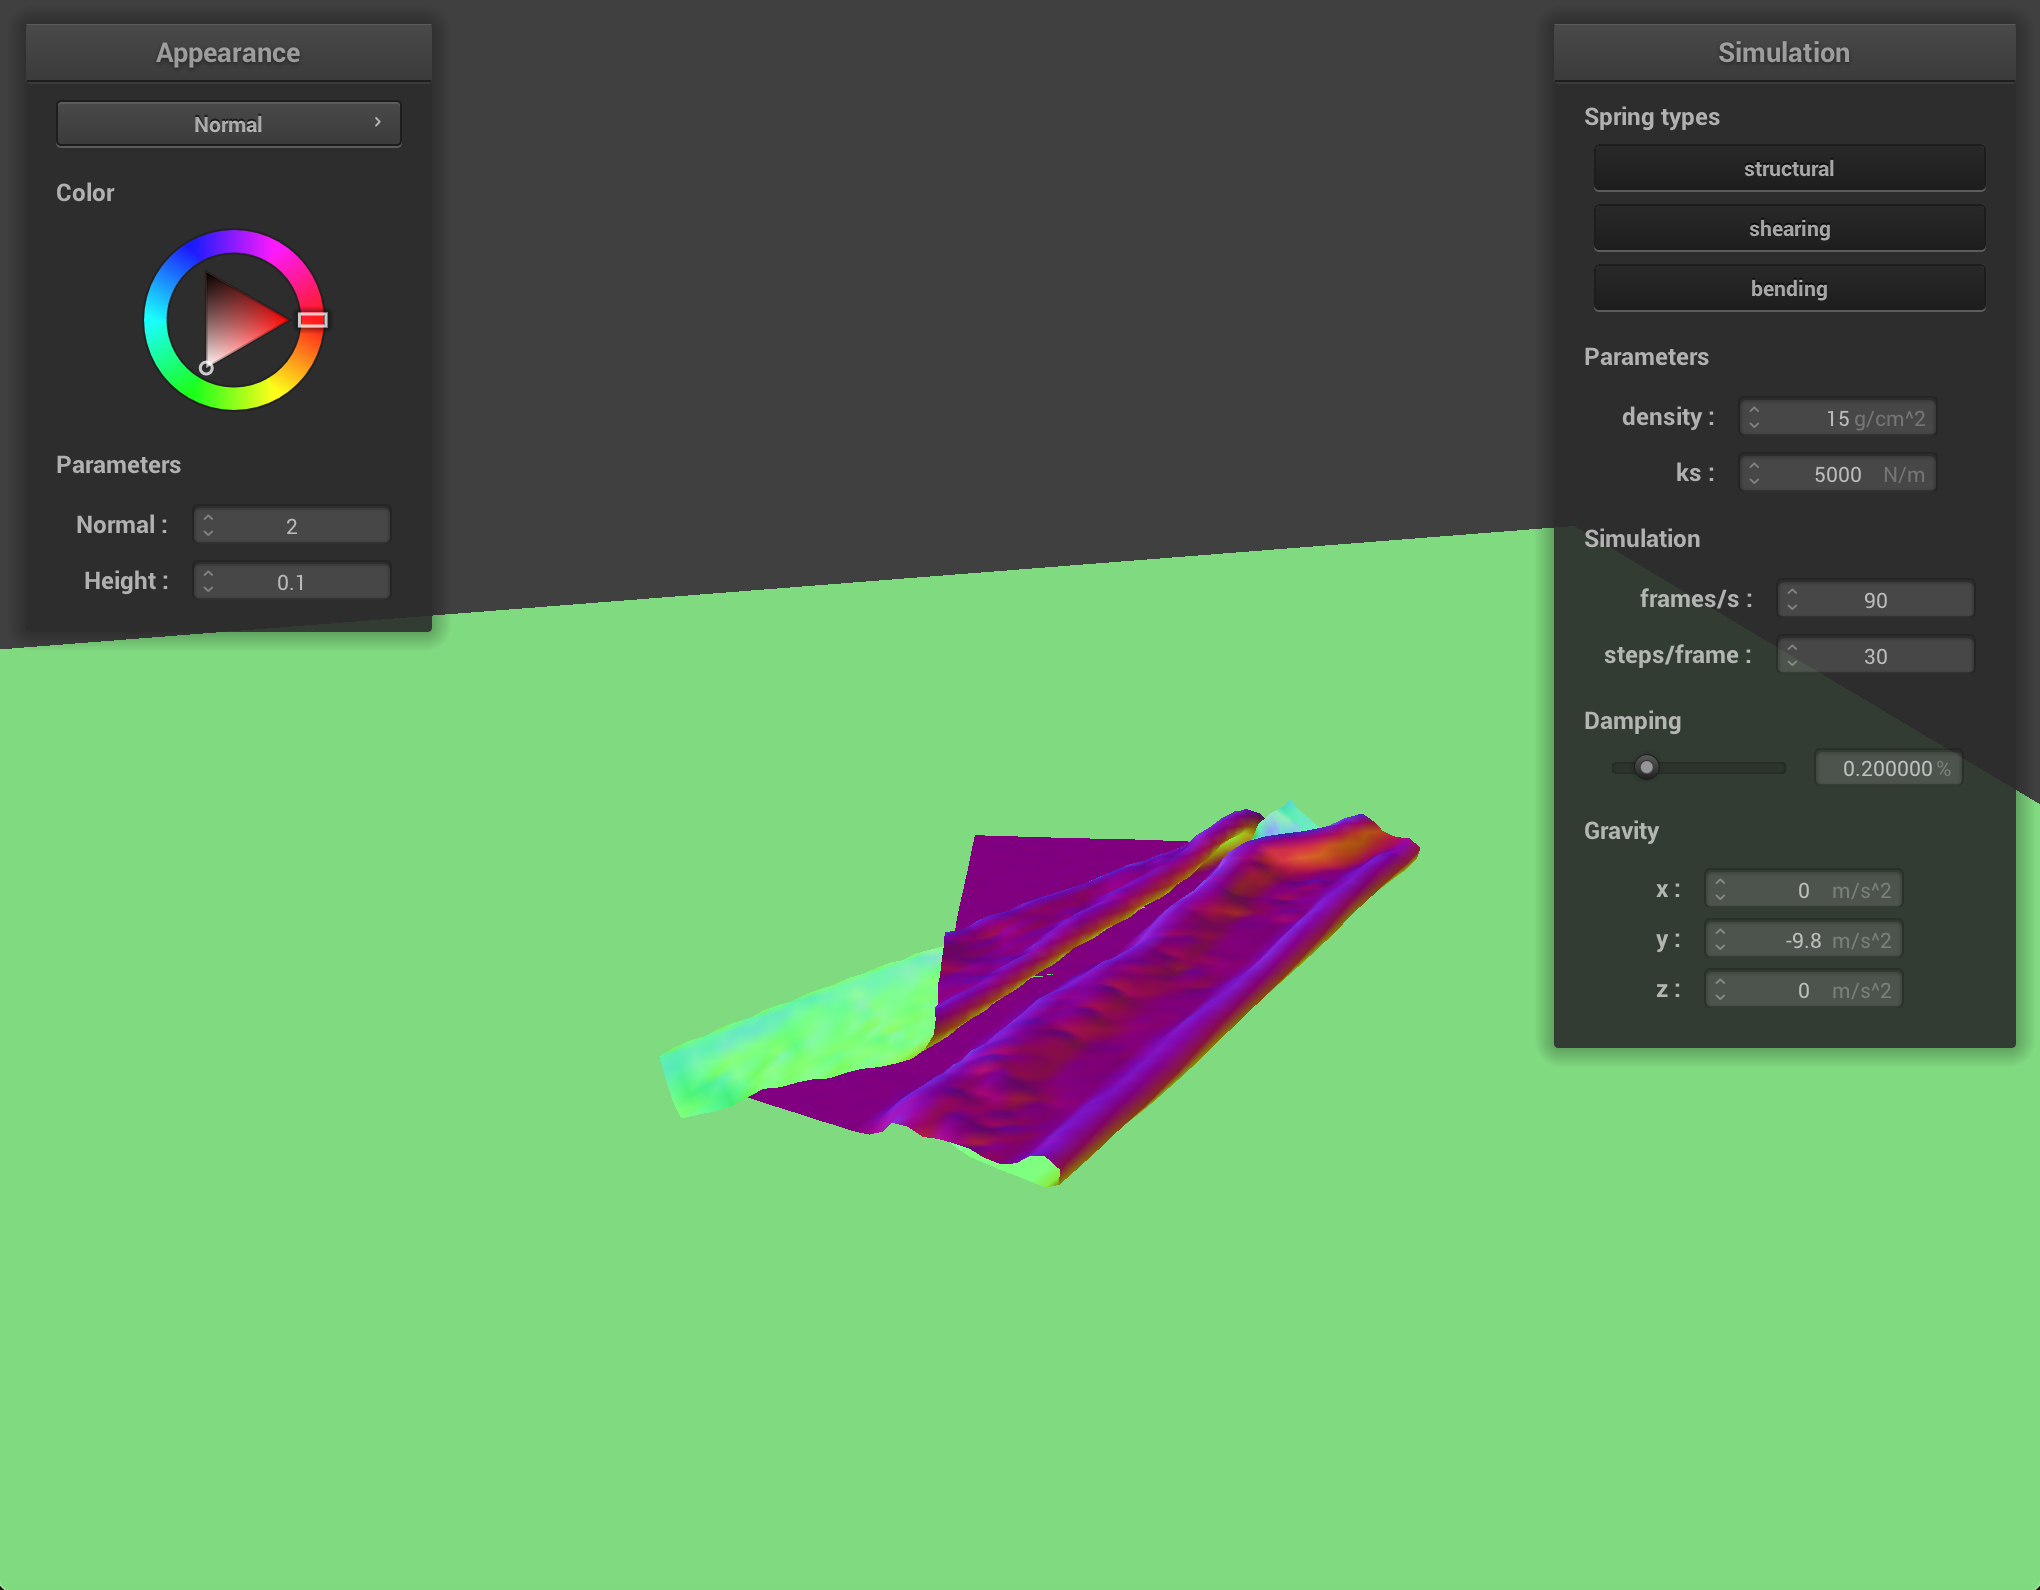 Appearance
Normal
Color
Parameters
Normal : 2
Height : 0.1
Simulation
Spring types
structural
shearing
bending
Parameters
density : 15 g/cm^2
ks : 5000 N/m
Simulation
frames/s : 90
steps/frame : 30
Damping
0.200000 %
Gravity
x : 0 m/s^2
y : -9.8 m/s^2
z : 0 m/s^2